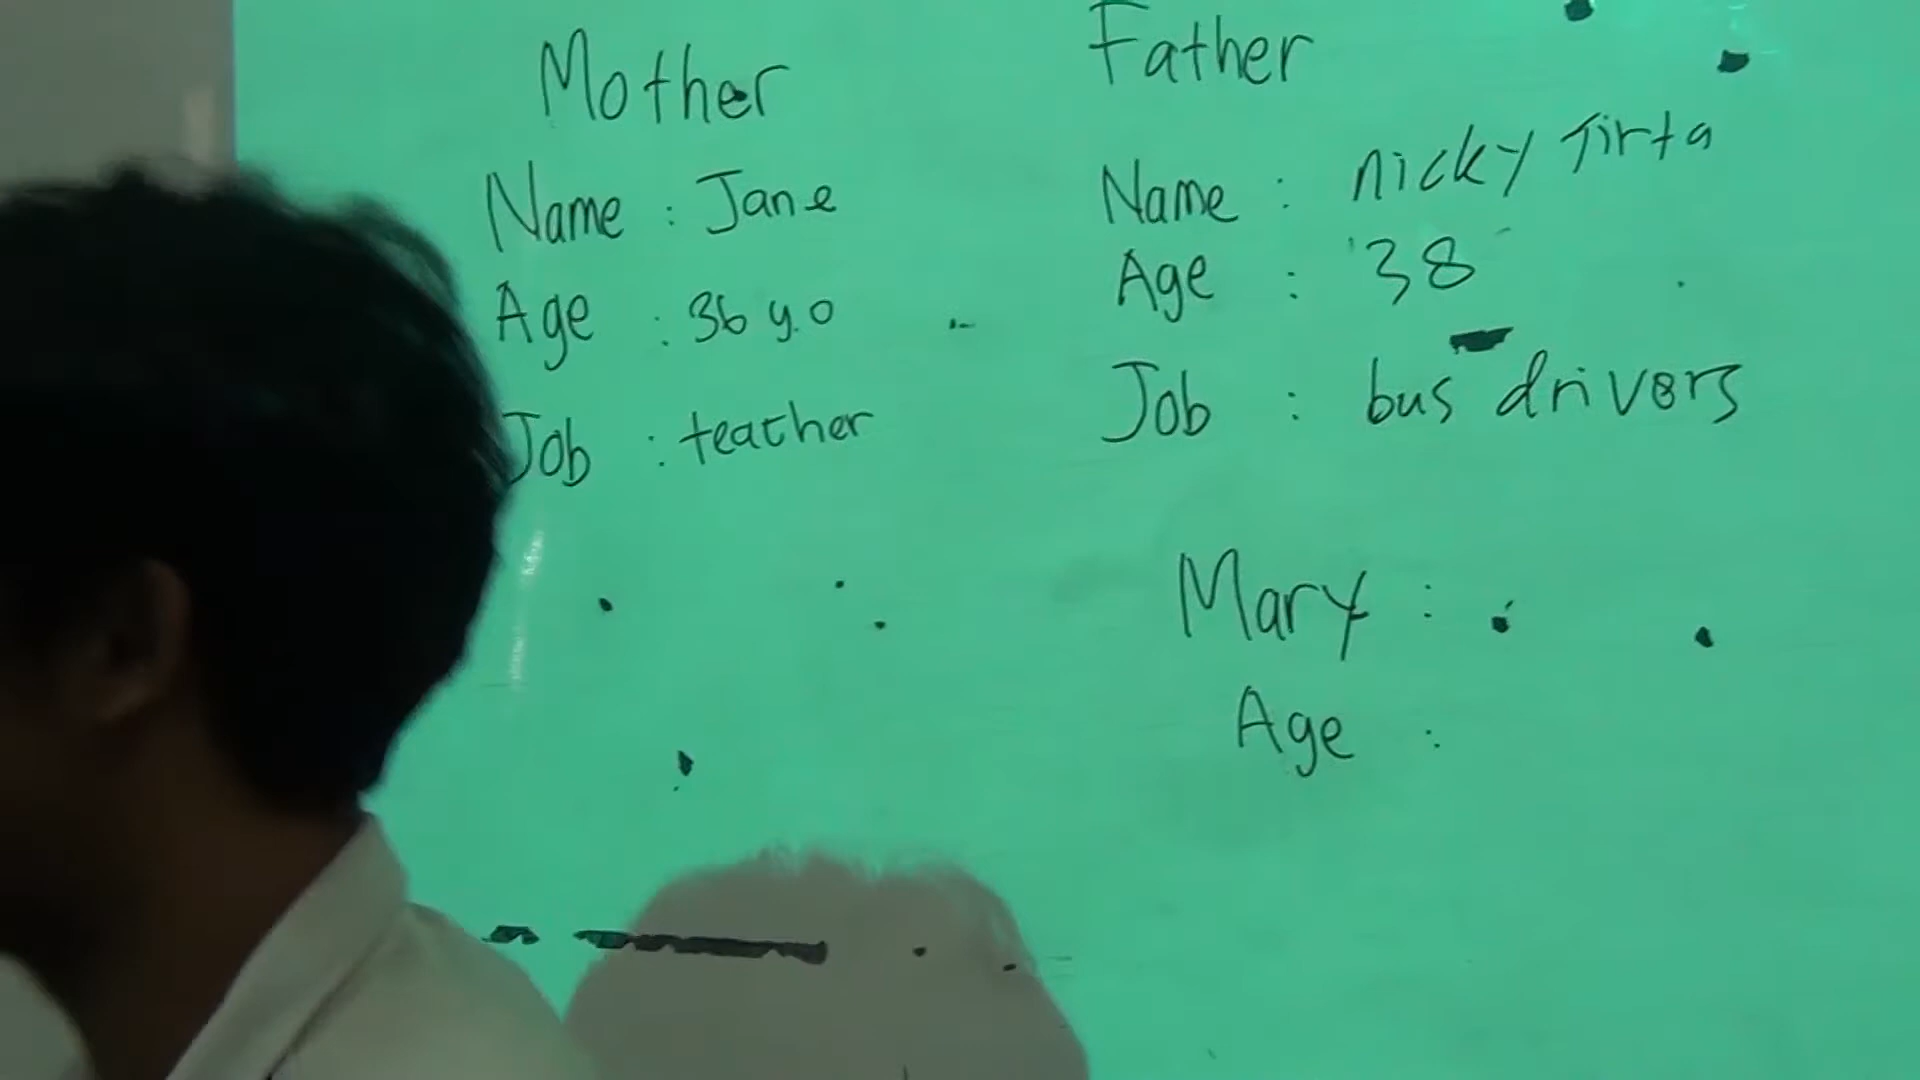 Mother
Name : Jane
Age : 36 y.o
Job : teather
Father
Name : nicky Tirta
Age : 38
Job : bus drivers
Mary :
Age :